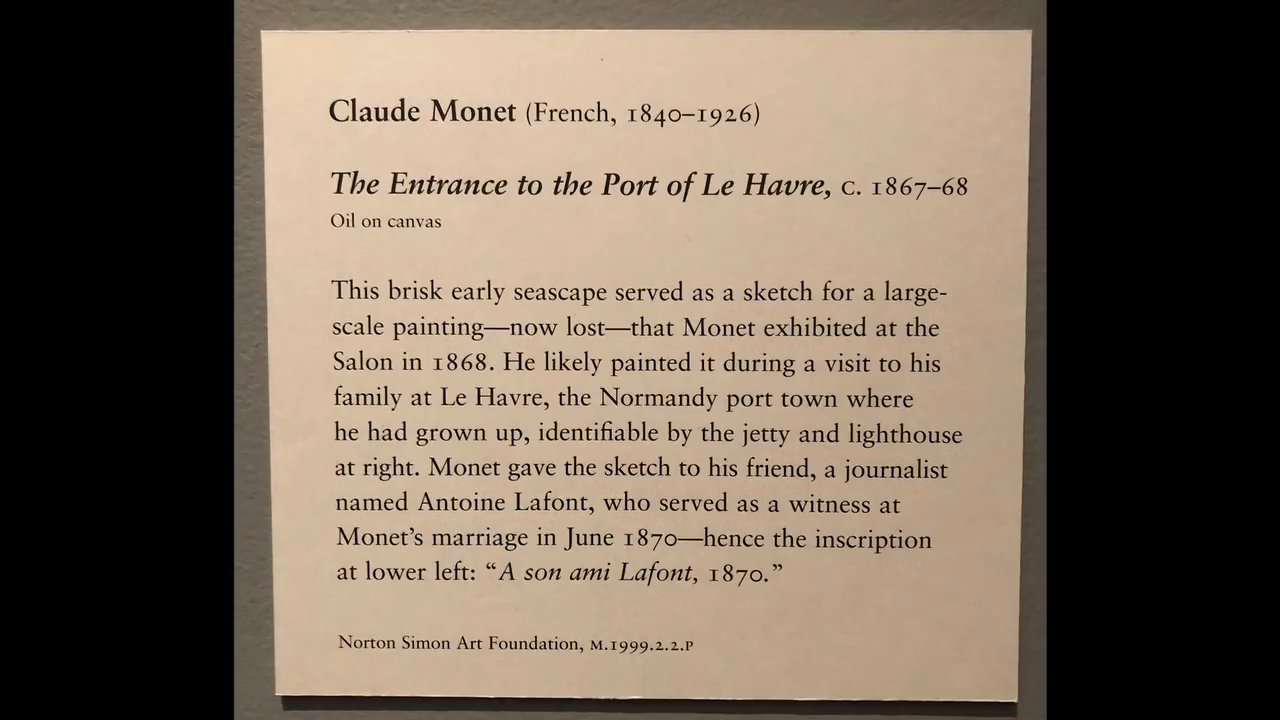 Claude Monet (French, 1840–1926)
The Entrance to the Port of Le Havre, c. 1867–68
Oil on canvas
This brisk early seascape served as a sketch for a large-
scale painting—now lost—that Monet exhibited at the
Salon in 1868. He likely painted it during a visit to his
family at Le Havre, the Normandy port town where
he had grown up, identifiable by the jetty and lighthouse
at right. Monet gave the sketch to his friend, a journalist
named Antoine Lafont, who served as a witness at
Monet’s marriage in June 1870—hence the inscription
at lower left: “A son ami Lafont, 1870.”
Norton Simon Art Foundation, M.1999.2.2.P